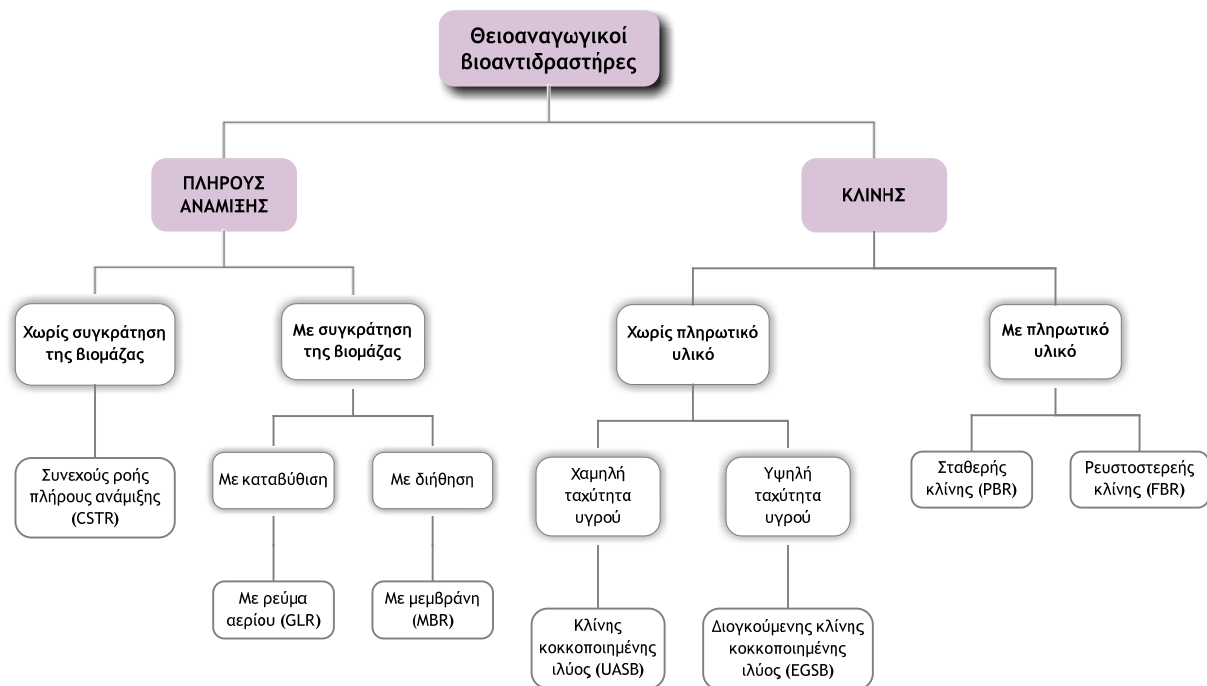 Θειοαναγωγικοί
βιοαντιδραστήρες
ΠΛΗΡΟΥΣ
ΑΝΑΜΙΞΗΣ
ΚΛΙΝΗΣ
Χωρίς συγκράτηση
της βιομάζας
Με συγκράτηση
της βιομάζας
Χωρίς πληρωτικό
υλικό
Με πληρωτικό
υλικό
Συνεχούς ροής
πλήρους ανάμιξης
(CSTR)
Με καταβύθιση
Με διήθηση
Χαμηλή
ταχύτητα
υγρού
Υψηλή
ταχύτητα
υγρού
Σταθερής
κλίνης (PBR)
Ρευστοστερεής
κλίνης (FBR)
Με ρεύμα
αερίου (GLR)
Με μεμβράνη
(MBR)
Κλίνης
κοκκοποιημένης
ιλύος (UASB)
Διογκούμενης κλίνης
κοκκοποιημένης
ιλύος (EGSB)